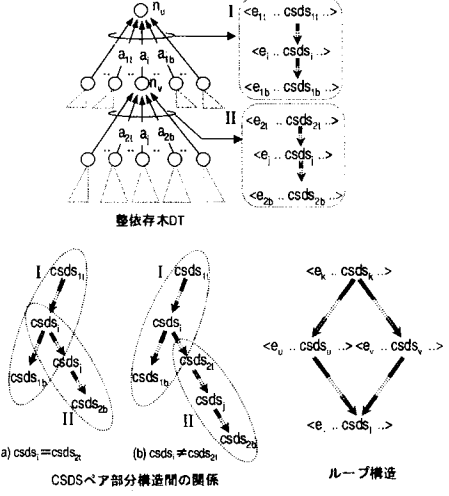 n_u
I
<e_1t .. csds_1t ..>
a_1t a_i a_1b
<e_i .. csds_i ..>
n_v
<e_1b .. csds_1b ..>
II
<e_2t .. csds_2t ..>
a_2t a_j a_2b
<e_j .. csds_j ..>
<e_2b .. csds_2b ..>
整依存木DT
I csds_1t
csds_i
csds_1b
csds_j
II
csds_2b
a) csds_i=csds_2t
I csds_1t
csds_i
csds_1b
csds_2t
II
csds_j
csds_2b
(b) csds_i≠csds_2t
CSDSペア部分構造間の関係
<e_k .. csds_k ..>
<e_u .. csds_u ..> <e_v .. csds_v ..>
<e_l .. csds_l ..>
ループ構造